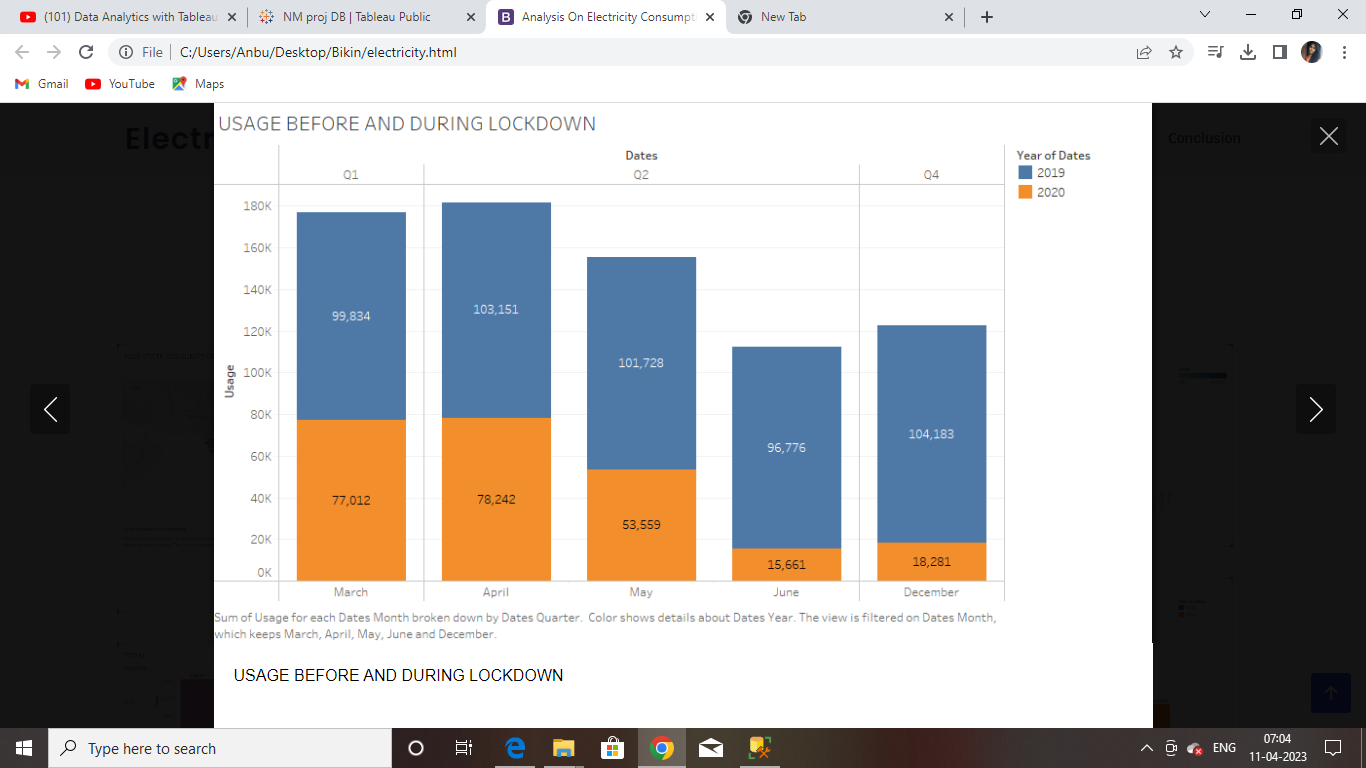 (101) Data Analytics with Tableau
NM proj DB | Tableau Public
Analysis On Electricity Consumpt
New Tab
File
C:/Users/Anbu/Desktop/Bikin/electricity.html
Gmail
YouTube
Maps
Electr
Conclusion
USAGE BEFORE AND DURING LOCKDOWN
Dates
Q1 Q2 Q4
Year of Dates
2019
2020
Usage
180K
160K
140K
120K
100K
80K
60K
40K
20K
0K
99,834 103,151 101,728 96,776 104,183
77,012 78,242 53,559 15,661 18,281
March April May June December
Sum of Usage for each Dates Month broken down by Dates Quarter. Color shows details about Dates Year. The view is filtered on Dates Month,
which keeps March, April, May, June and December.
USAGE BEFORE AND DURING LOCKDOWN
Type here to search
ENG
07:04
11-04-2023